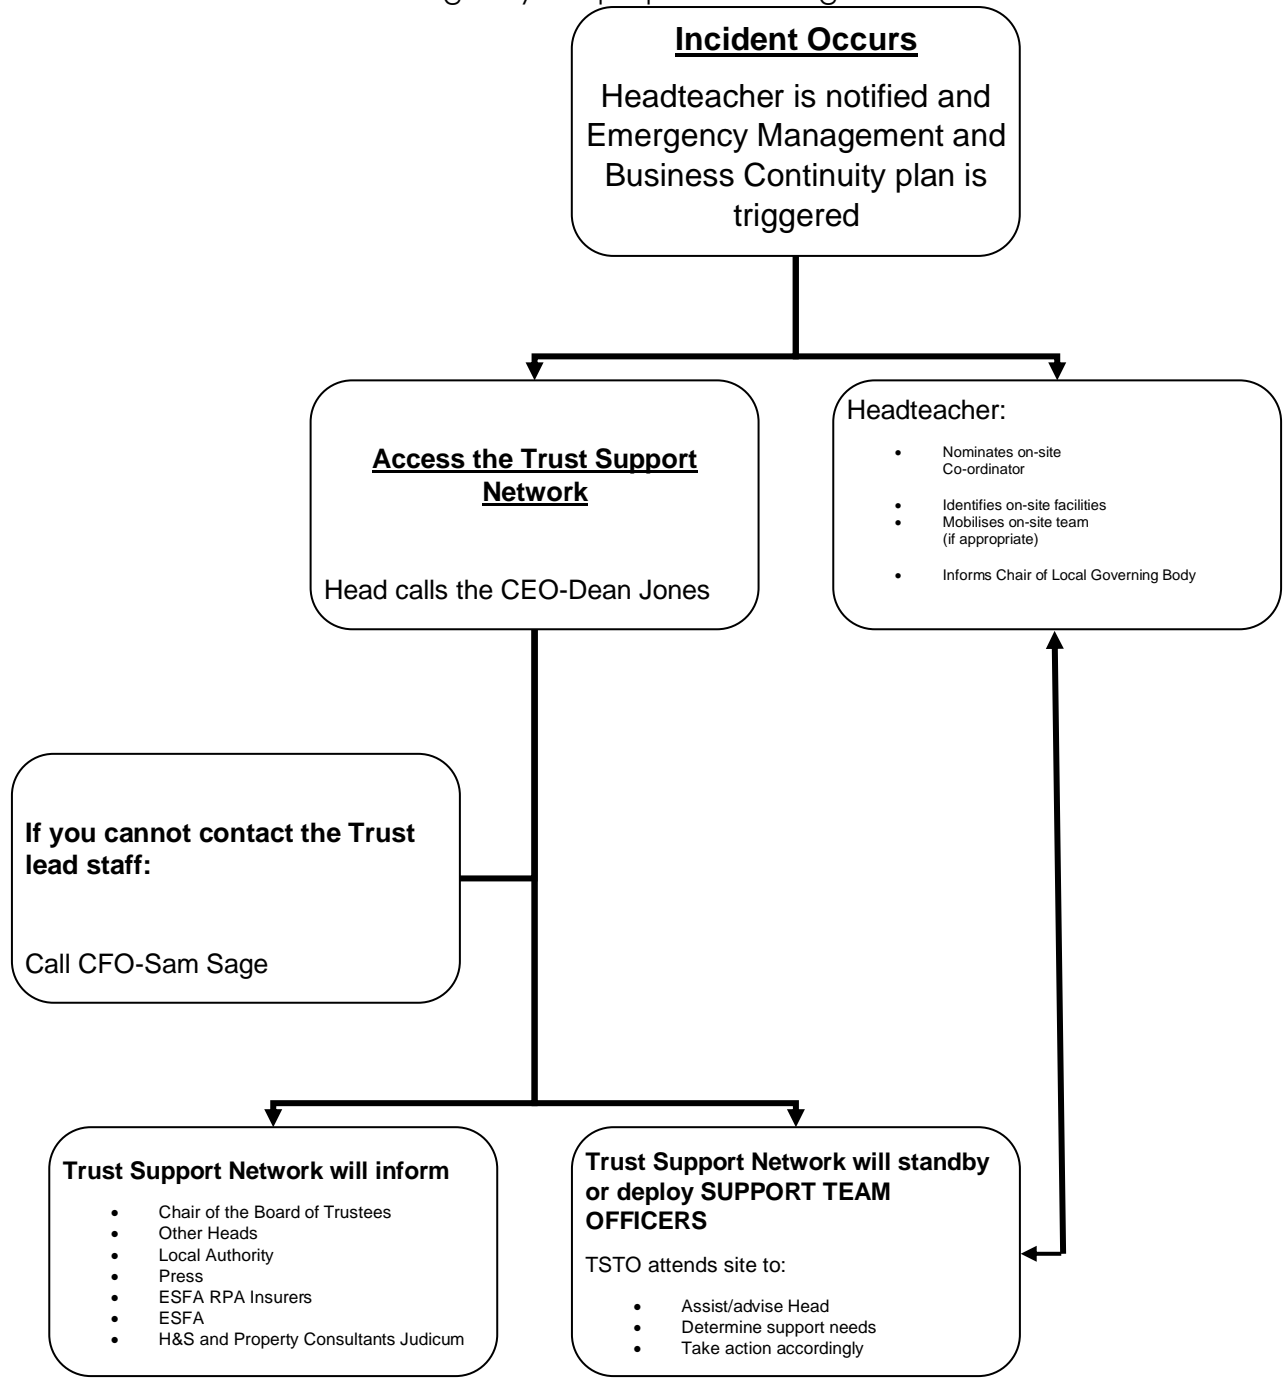 Incident Occurs
Headteacher is notified and
Emergency Management and
Business Continuity plan is
triggered
Access the Trust Support
Network
Head calls the CEO-Dean Jones
Headteacher:
• Nominates on-site
Co-ordinator
• Identifies on-site facilities
• Mobilises on-site team
(if appropriate)
• Informs Chair of Local Governing Body
If you cannot contact the Trust
lead staff:
Call CFO-Sam Sage
Trust Support Network will inform
• Chair of the Board of Trustees
• Other Heads
• Local Authority
• Press
• ESFA RPA Insurers
• ESFA
• H&S and Property Consultants Judicum
Trust Support Network will standby
or deploy SUPPORT TEAM
OFFICERS
TSTO attends site to:
• Assist/advise Head
• Determine support needs
• Take action accordingly